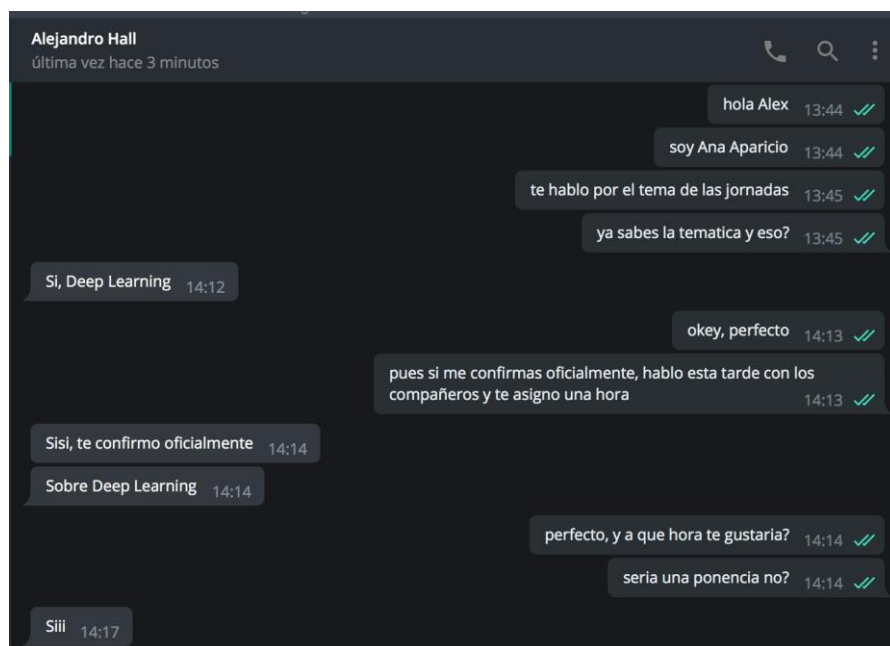 Alejandro Hall
última vez hace 3 minutos
hola Alex 13:44
soy Ana Aparicio 13:44
te hablo por el tema de las jornadas 13:45
ya sabes la tematica y eso? 13:45
Si, Deep Learning 14:12
okey, perfecto 14:13
pues si me confirmas oficialmente, hablo esta tarde con los
compañeros y te asigno una hora 14:13
Sisi, te confirmo oficialmente 14:14
Sobre Deep Learning 14:14
perfecto, y a que hora te gustaria? 14:14
seria una ponencia no? 14:14
Siii 14:17